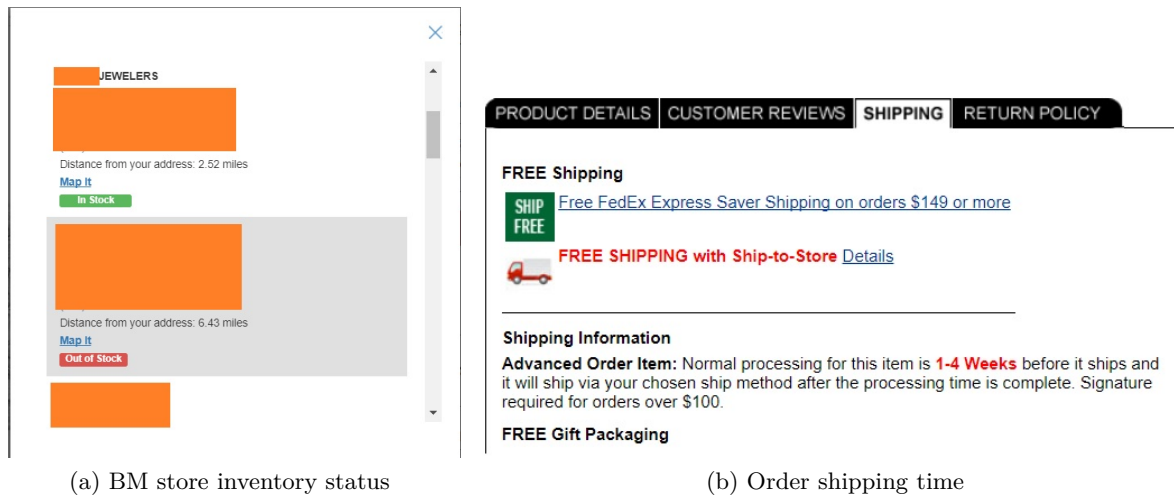 JEWELERS
Distance from your address: 2.52 miles
Map It
In Stock
Distance from your address: 6.43 miles
Map It
Out of Stock
(a) BM store inventory status
PRODUCT DETAILS CUSTOMER REVIEWS SHIPPING RETURN POLICY
FREE Shipping
SHIP
FREE
Free FedEx Express Saver Shipping on orders $149 or more
FREE SHIPPING with Ship-to-Store Details
Shipping Information
Advanced Order Item: Normal processing for this item is 1-4 Weeks before it ships and
it will ship via your chosen ship method after the processing time is complete. Signature
required for orders over $100.
FREE Gift Packaging
(b) Order shipping time